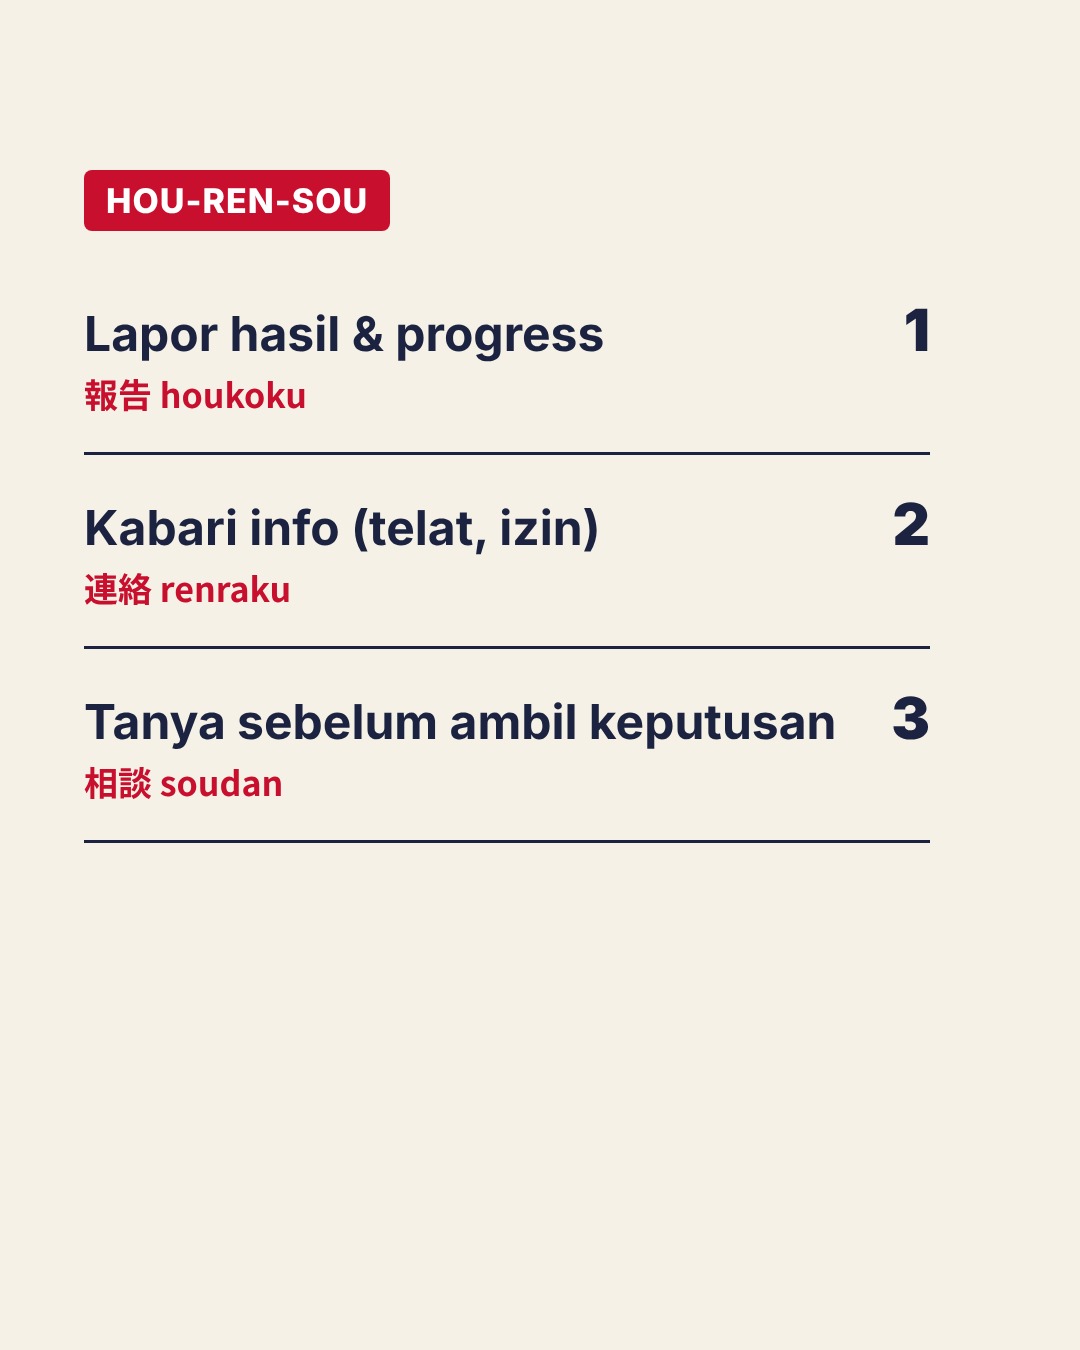 HOU-REN-SOU
Lapor hasil & progress 1
報告 houkoku
Kabari info (telat, izin) 2
連絡 renraku
Tanya sebelum ambil keputusan 3
相談 soudan